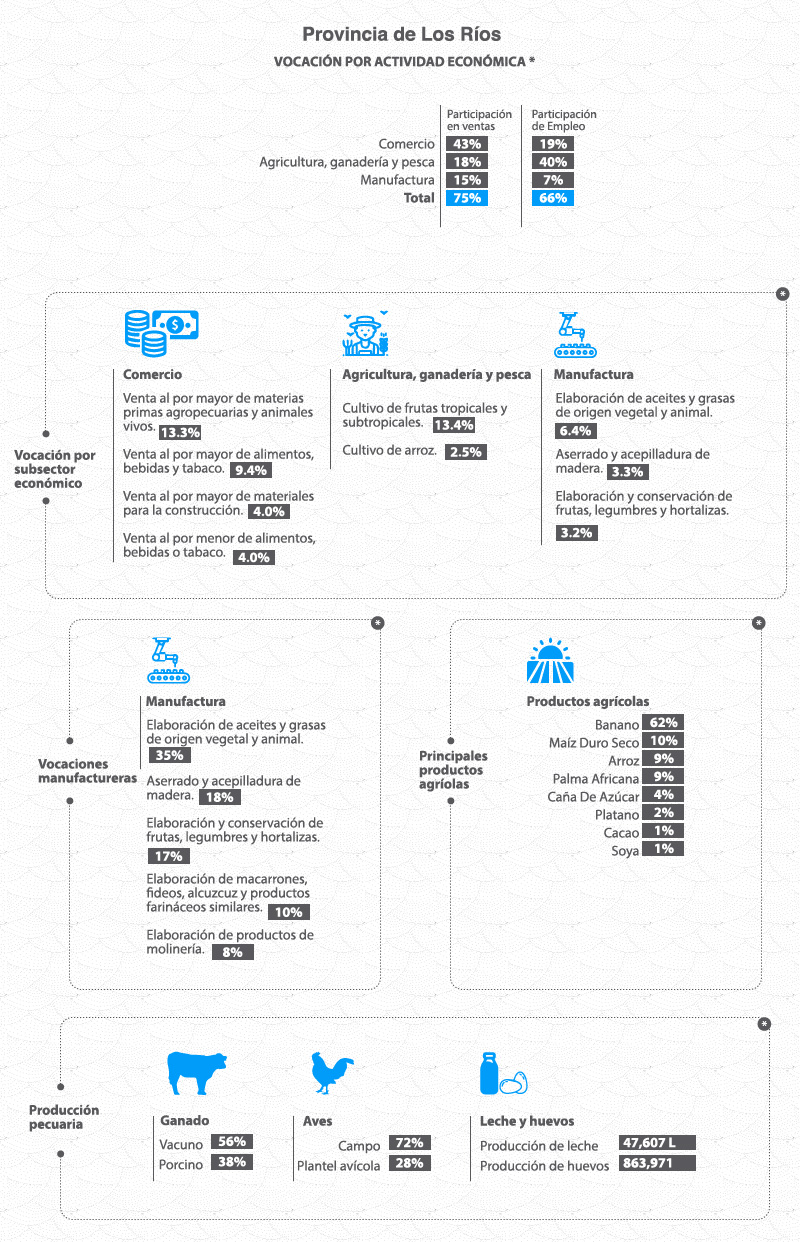 Provincia de Los Ríos
VOCACIÓN POR ACTIVIDAD ECONÓMICA *
Participación
en ventas
Participación
de Empleo
Comercio 43% 19%
Agricultura, ganadería y pesca 18% 40%
Manufactura 15% 7%
Total 75% 66%
*
Vocación por
subsector
económico
$
Comercio
Venta al por mayor de materias
primas agropecuarias y animales
vivos. 13.3%
Venta al por mayor de alimentos,
bebidas y tabaco. 9.4%
Venta al por mayor de materiales
para la construcción. 4.0%
Venta al por menor de alimentos,
bebidas o tabaco. 4.0%
Agricultura, ganadería y pesca
Cultivo de frutas tropicales y
subtropicales. 13.4%
Cultivo de arroz. 2.5%
Manufactura
Elaboración de aceites y grasas
de origen vegetal y animal.
6.4%
Aserrado y acepilladura de
madera. 3.3%
Elaboración y conservación de
frutas, legumbres y hortalizas.
3.2%
*
Vocaciones
manufactureras
Manufactura
Elaboración de aceites y grasas
de origen vegetal y animal.
35%
Aserrado y acepilladura de
madera. 18%
Elaboración y conservación de
frutas, legumbres y hortalizas.
17%
Elaboración de macarrones,
fideos, alcuzcuz y productos
farináceos similares. 10%
Elaboración de productos de
molinería. 8%
*
Principales
productos
agríolas
Productos agrícolas
Banano 62%
Maíz Duro Seco 10%
Arroz 9%
Palma Africana 9%
Caña De Azúcar 4%
Platano 2%
Cacao 1%
Soya 1%
*
Producción
pecuaria
Ganado
Vacuno 56%
Porcino 38%
Aves
Campo 72%
Plantel avícola 28%
Leche y huevos
Producción de leche 47,607 L
Producción de huevos 863,971